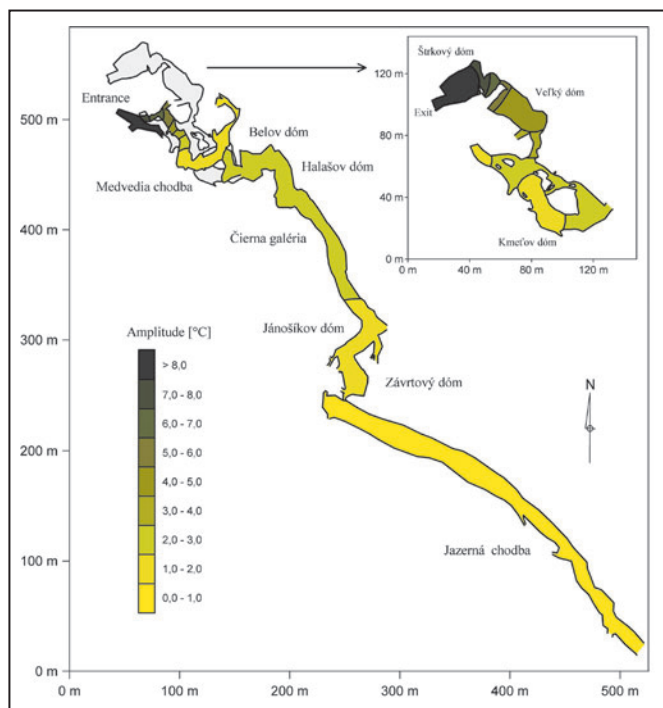 Štrkový dóm
120 m
Veľký dóm
Exit
80 m
40 m
Kmeťov dóm
0 m
0 m
40 m
80 m
120 m
500 m
Entrance
Belov dóm
Halašov dóm
Medvedia chodba
400 m
Čierna galéria
Jánošíkov dóm
300 m
Amplitude [°C]
> 8,0
7,0 - 8,0
6,0 - 7,0
5,0 - 6,0
4,0 - 5,0
3,0 - 4,0
2,0 - 3,0
1,0 - 2,0
0,0 - 1,0
Závrtový dóm
N
200 m
Jazerná chodba
100 m
0 m
0 m
100 m
200 m
300 m
400 m
500 m